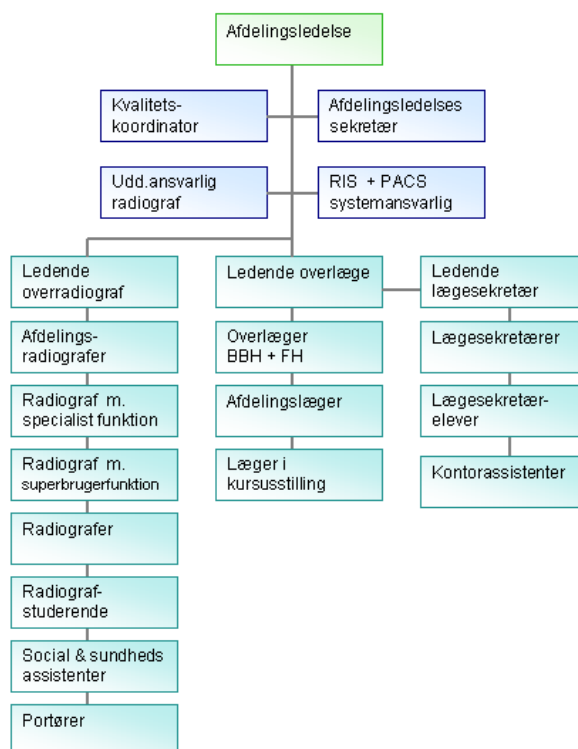 Afdelingsledelse
Kvalitets-
koordinator
Afdelingsledelses
sekretær
Udd.ansvarlig
radiograf
RIS + PACS
systemansvarlig
Ledende
overradiograf
Afdelings-
radiografer
Radiograf m.
specialist funktion
Radiograf m.
superbrugerfunktion
Radiografer
Radiograf-
studerende
Social & sundheds
assistenter
Portører
Ledende overlæge
Overlæger
BBH + FH
Afdelingslæger
Læger i
kursusstilling
Ledende
lægesekretær
Lægesekretærer
Lægesekretær-
elever
Kontorassistenter